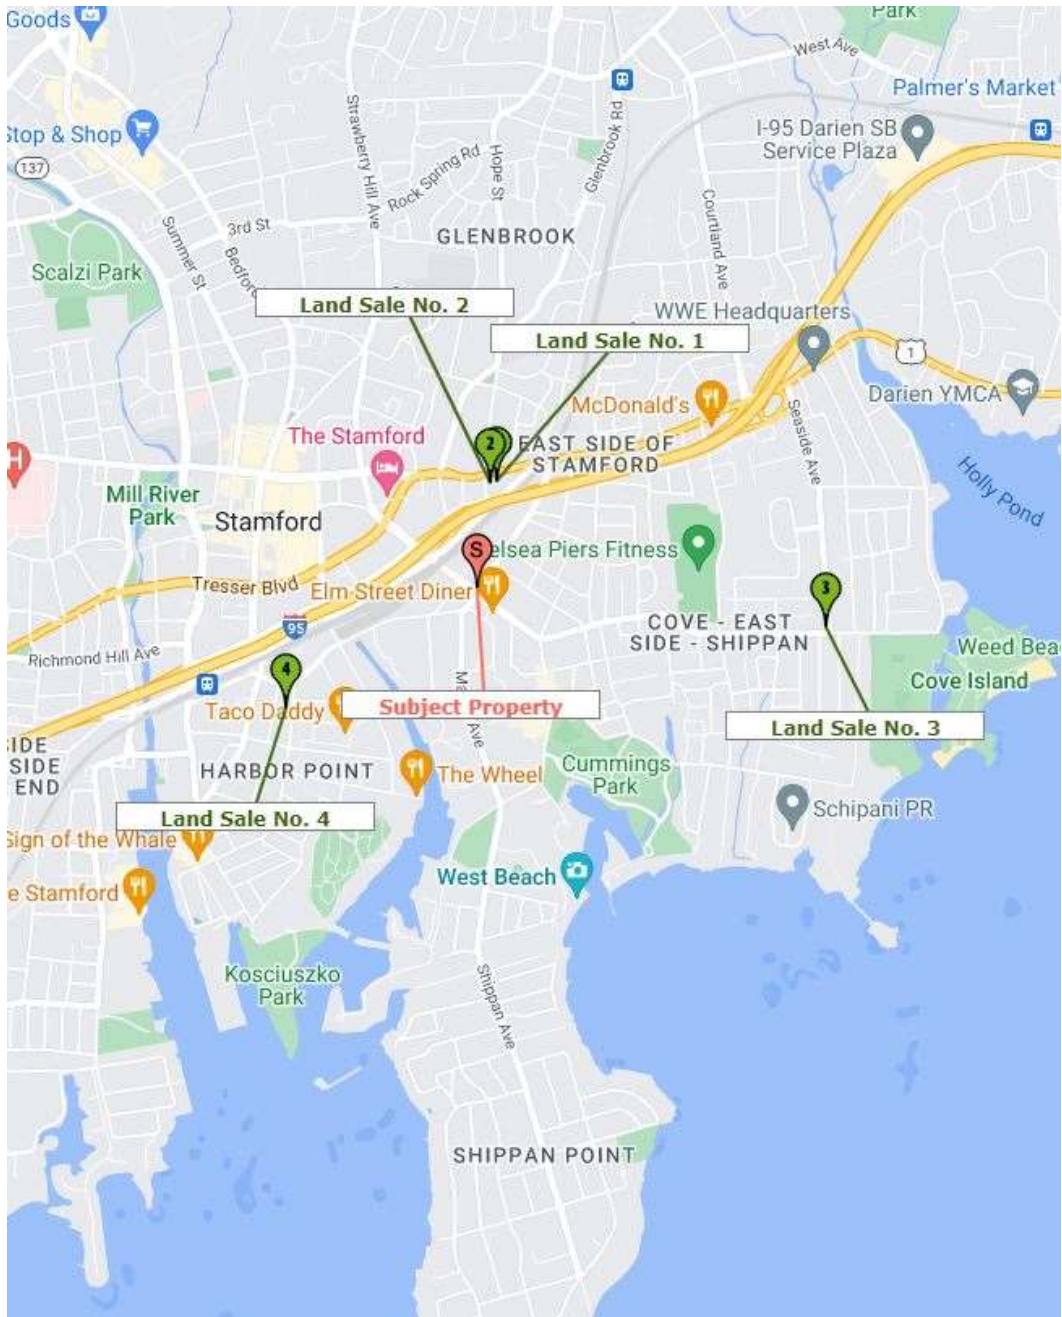 Goods
Park
West Ave
Palmer's Market
Stop & Shop
I-95 Darien SB
Service Plaza
137
Strawberry Hill Ave
Rock Spring Rd
Hope St
Glenbrook Rd
Courtland Ave
3rd St
Summer St
GLENBROOK
Scalzi Park
Land Sale No. 2
WWE Headquarters
Land Sale No. 1
1
Darien YMCA
McDonald's
Seaside Ave
The Stamford
2
EAST SIDE OF
STAMFORD
H
Holly Pond
Mill River
Park
Stamford
S
elsea Piers Fitness
Tresser Blvd
Elm Street Diner
3
95
COVE - EAST
SIDE - SHIPPAN
Weed Bea
Richmond Hill Ave
4
Cove Island
Taco Daddy
Subject Property
Ave
Land Sale No. 3
IDE
SIDE
END
HARBOR POINT
The Wheel
Cummings
Park
Land Sale No. 4
Schipani PR
Sign of the Whale
West Beach
e Stamford
Kosciuszko
Park
Shippan Ave
SHIPPAN POINT